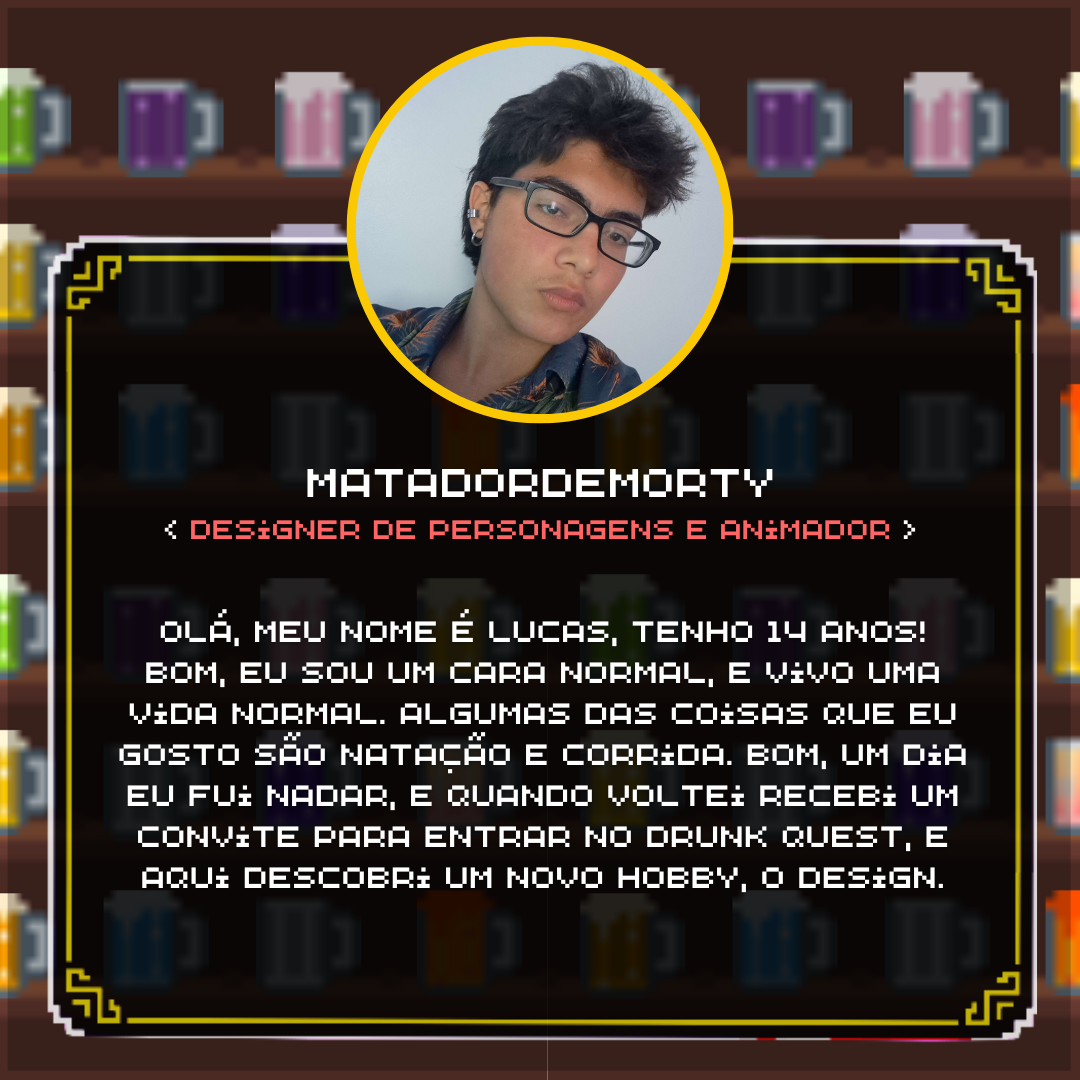 MATADORDEMORTY
< DESiGNER DE PERSONAGENS E ANiMADOR >
OLÁ, MEU NOME É LUCAS, TENHO 14 ANOS!
BOM, EU SOU UM CARA NORMAL, E ViVO UMA
ViDA NORMAL. ALGUMAS DAS COiSAS QUE EU
GOSTO SÃO NATAÇÃO E CORRiDA. BOM, UM DiA
EU FUi NADAR, E QUANDO VOLTEi RECEBi UM
CONViTE PARA ENTRAR NO DRUNK QUEST, E
AQUi DESCOBRi UM NOVO HOBBY, O DESiGN.